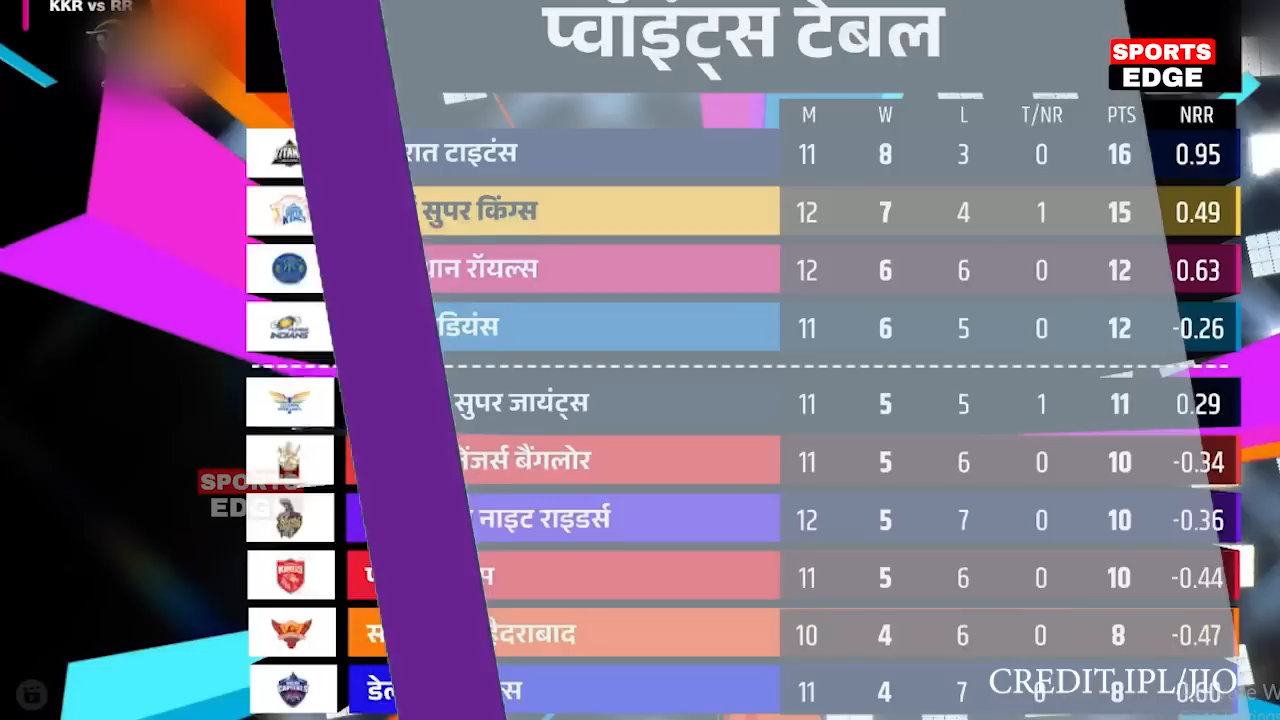 KKR vs RR
प्वाइंट्स टेबल
SPORTS
EDGE
M W L T/NR PTS NRR
टाइटंस 11 8 3 0 16 0.95
सुपर किंग्स 12 7 4 1 15 0.49
रॉयल्स 12 6 6 0 12 0.63
11 6 5 0 12 -0.26
सुपर जायंट्स 11 5 5 1 11 0.29
बैंगलोर 11 5 6 0 10 -0.34
नाइट राइडर्स 12 5 7 0 10 -0.36
11 5 6 0 10 -0.44
10 4 6 0 8 -0.47
11 4 7 8
SPORTS
EDGE
CREDIT IPL/JIO